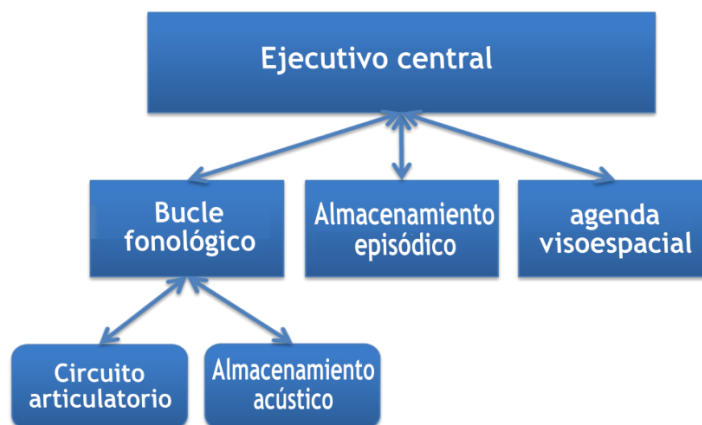 Ejecutivo central
Bucle
fonológico
Almacenamiento
episódico
agenda
visoespacial
Circuito
articulatorio
Almacenamiento
acústico